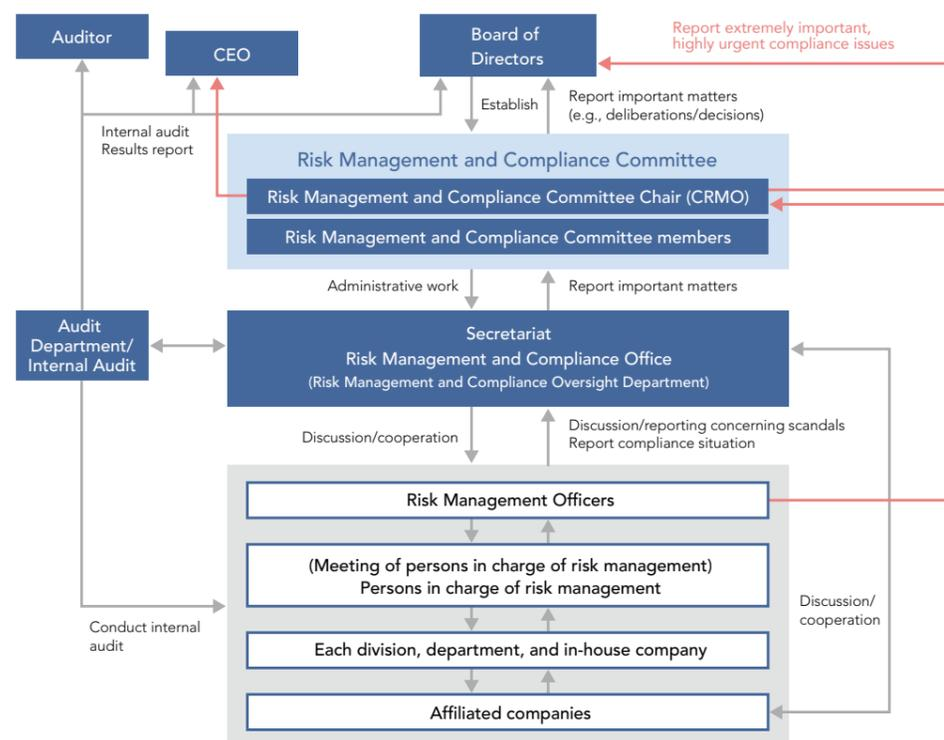 Auditor
CEO
Board of
Directors
Report extremely important,
highly urgent compliance issues
Establish
Report important matters
(e.g., deliberations/decisions)
Internal audit
Results report
Risk Management and Compliance Committee
Risk Management and Compliance Committee Chair (CRMO)
Risk Management and Compliance Committee members
Administrative work
Report important matters
Audit
Department/
Internal Audit
Secretariat
Risk Management and Compliance Office
(Risk Management and Compliance Oversight Department)
Discussion/cooperation
Discussion/reporting concerning scandals
Report compliance situation
Risk Management Officers
(Meeting of persons in charge of risk management)
Persons in charge of risk management
Discussion/
cooperation
Conduct internal
audit
Each division, department, and in-house company
Affiliated companies